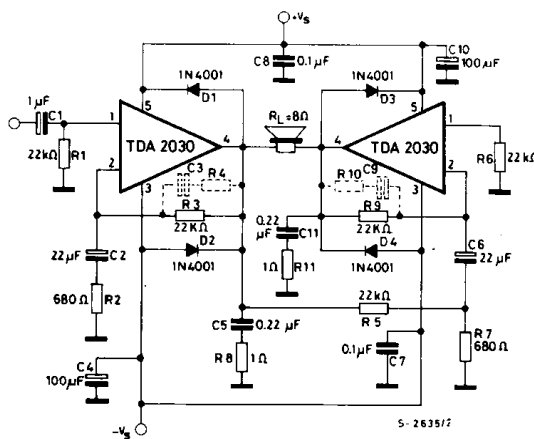 +Vs
C8 0.1µF
C10
100µF
1N4001
D1
1N4001
D3
1µF
C1
22kΩ
R1
1
2
5
3
4
TDA 2030
RL=8Ω
4
5
1
2
3
TDA 2030
R6
22kΩ
C3 R4
R3
22KΩ
R10 C9
R9
22KΩ
D2
1N4001
0.22
µF
C11
1Ω
R11
D4
1N4001
C6
22µF
22µF
C2
680Ω
R2
22kΩ
R5
C5
0.22 µF
R8
1Ω
0.1µF
C7
R7
680Ω
C4
100µF
-Vs
S-2635/2